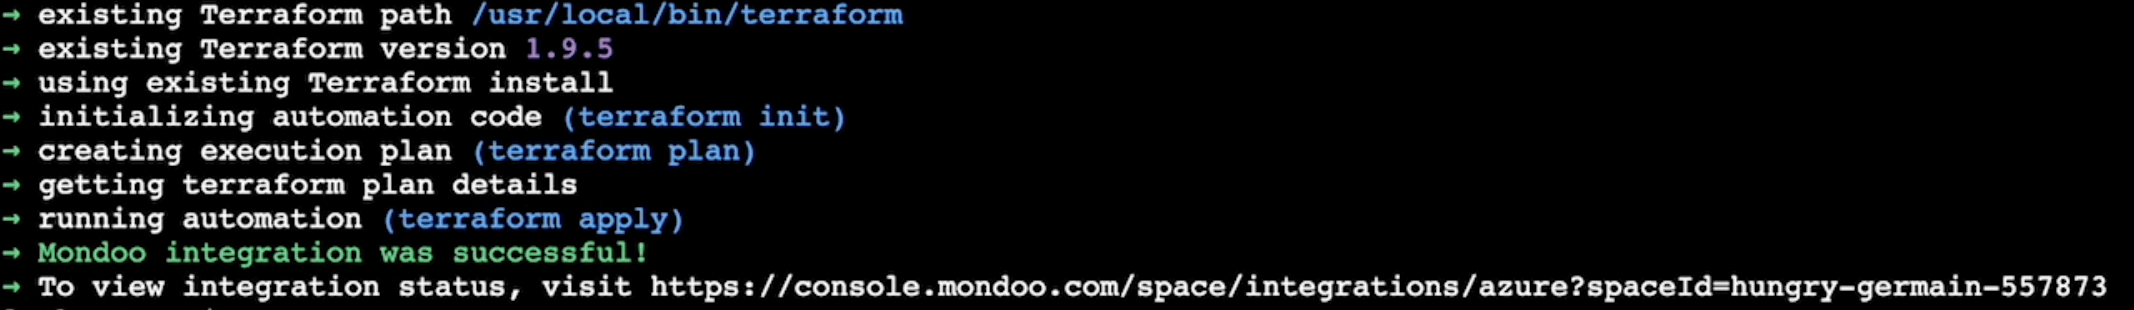 → existing Terraform path /usr/local/bin/terraform
→ existing Terraform version 1.9.5
→ using existing Terraform install
→ initializing automation code (terraform init)
→ creating execution plan (terraform plan)
→ getting terraform plan details
→ running automation (terraform apply)
→ Mondoo integration was successful!
→ To view integration status, visit https://console.mondoo.com/space/integrations/azure?spaceId=hungry-germain-557873